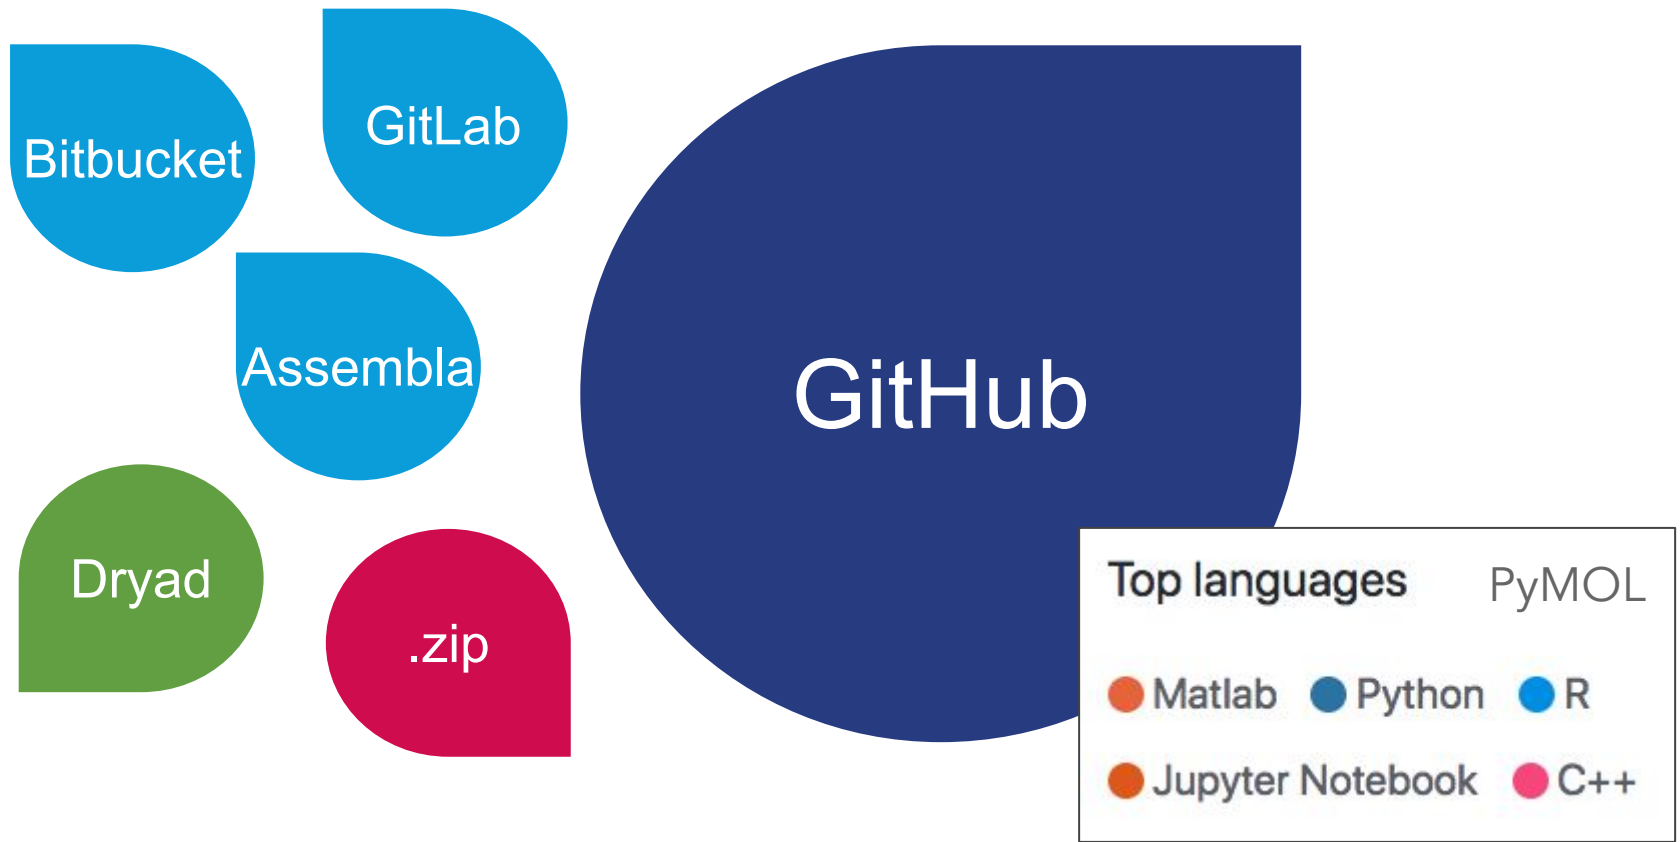 Bitbucket
GitLab
Assembla
GitHub
Dryad
.zip
Top languages PyMOL
Matlab Python R
Jupyter Notebook C++